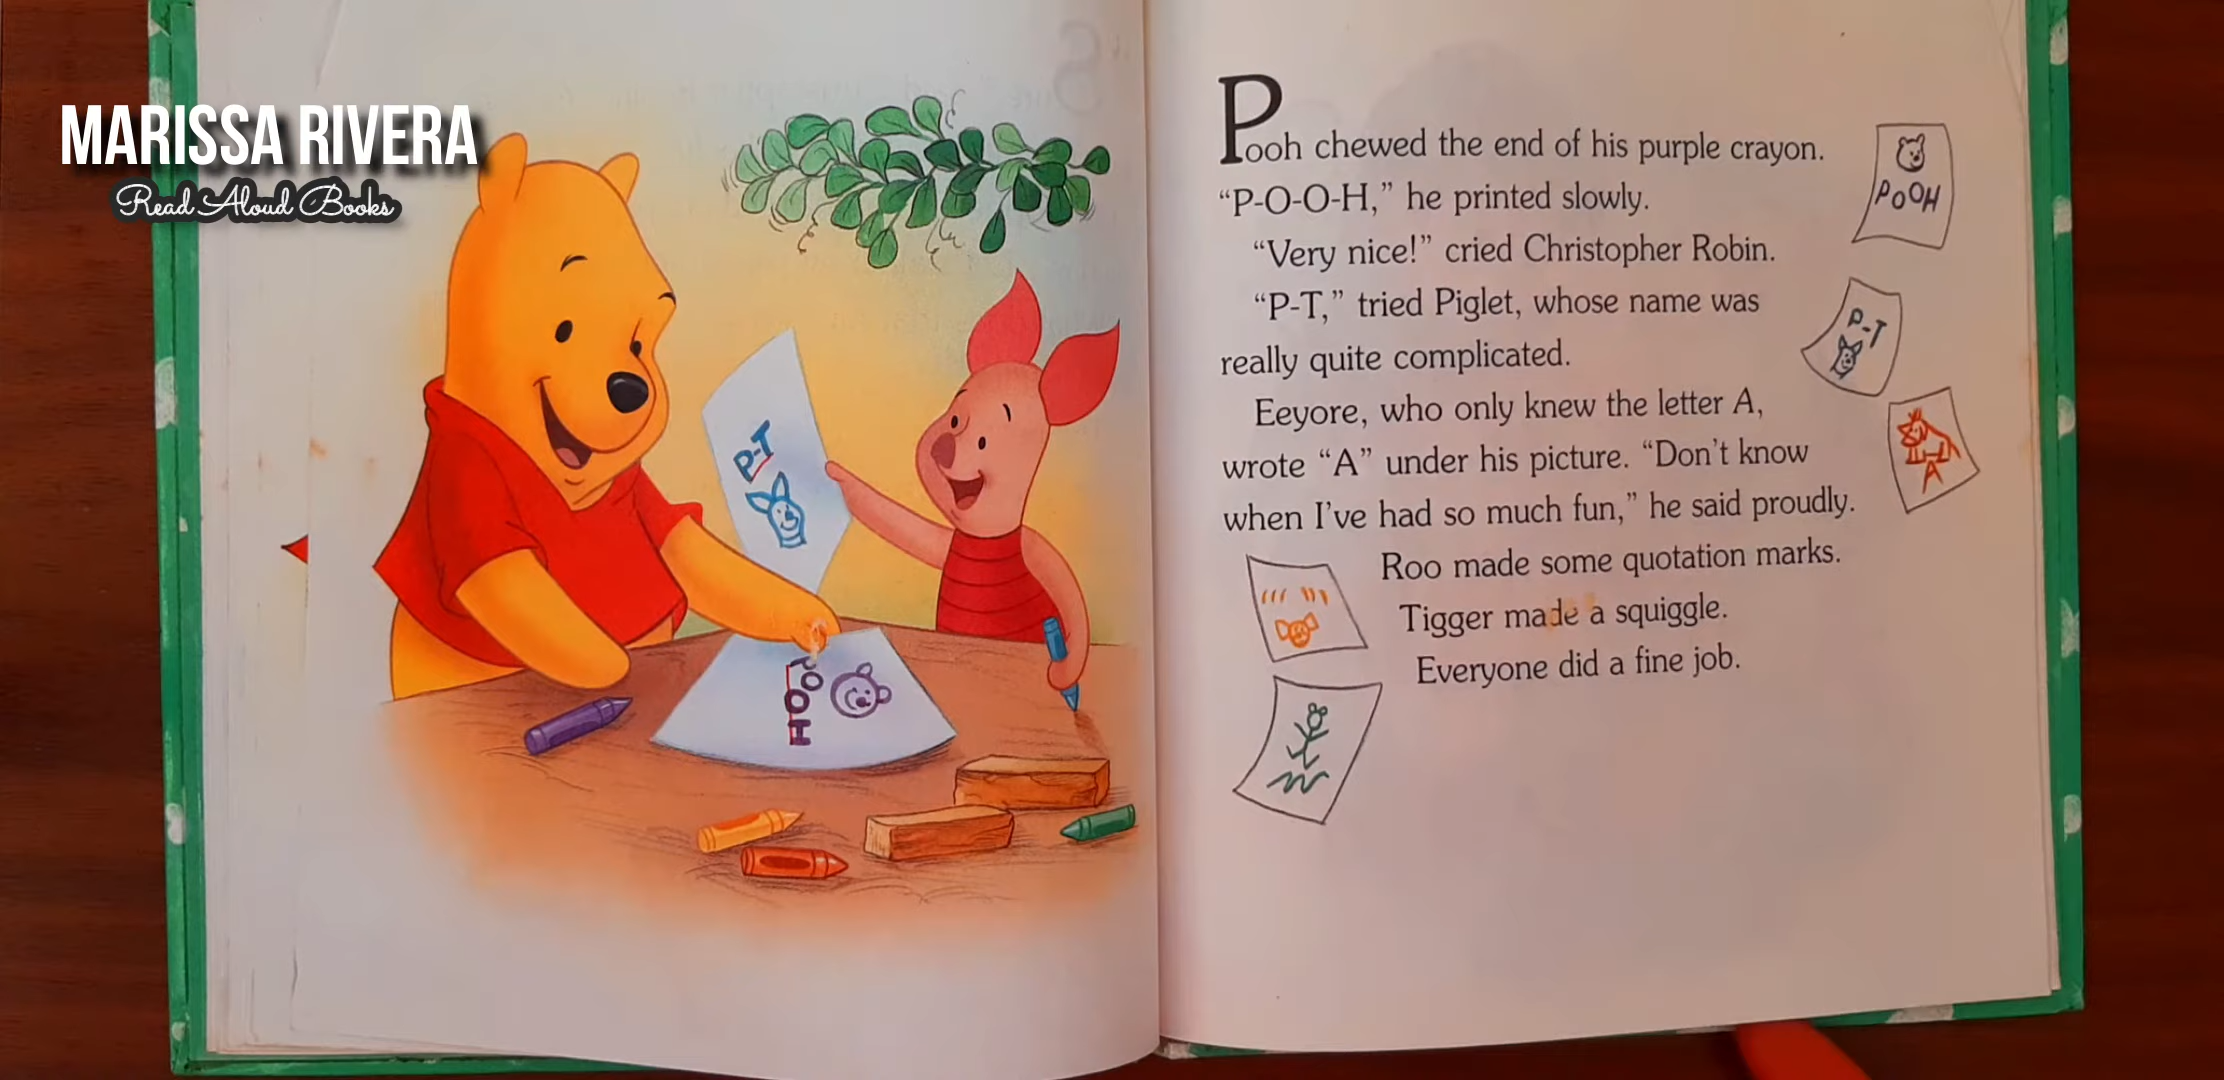 MARISSA RIVERA
Read Aloud Books
P-T
POOH
Pooh chewed the end of his purple crayon.
“P-O-O-H,” he printed slowly.
“Very nice!” cried Christopher Robin.
“P-T,” tried Piglet, whose name was
really quite complicated.
Eeyore, who only knew the letter A,
wrote “A” under his picture. “Don’t know
when I’ve had so much fun,” he said proudly.
Roo made some quotation marks.
Tigger made a squiggle.
Everyone did a fine job.
POOH
P-T
A